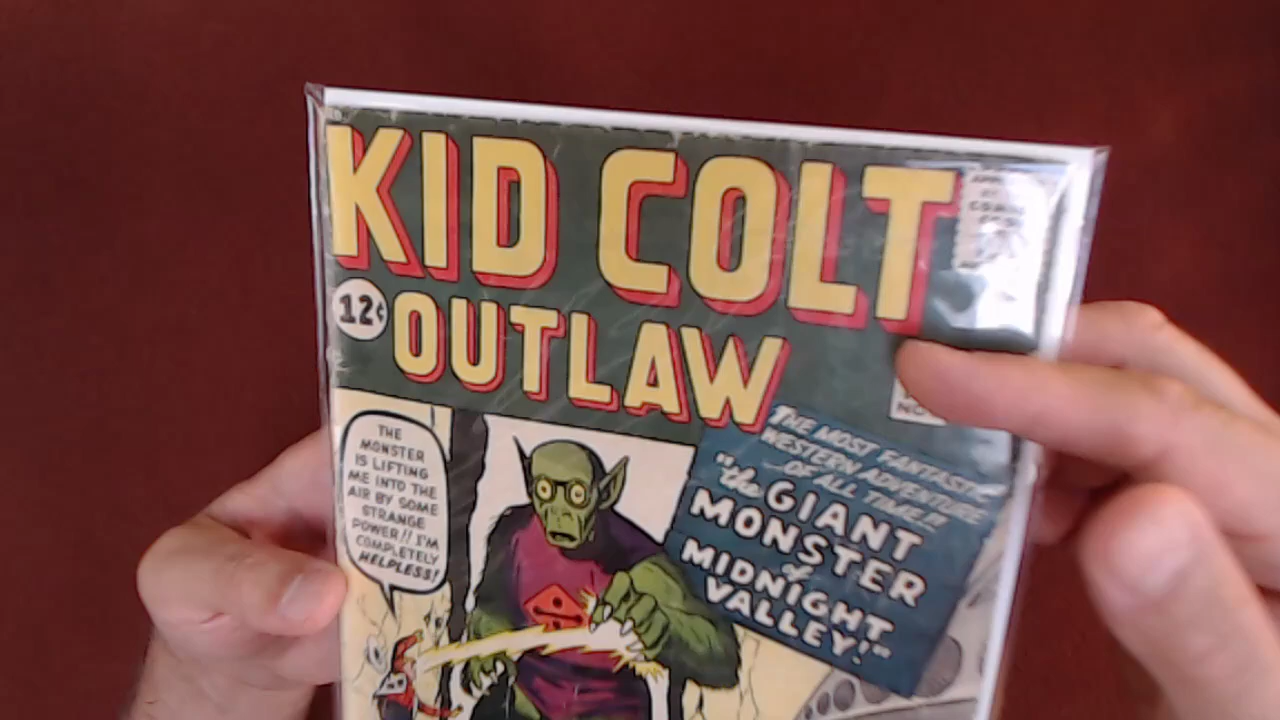 KID COLT
12¢
OUTLAW
NO.
THE
MONSTER
IS LIFTING
ME INTO THE
AIR BY SOME
STRANGE
POWER!! I'M
COMPLETELY
HELPLESS!
THE MOST FANTASTIC
WESTERN ADVENTURE
OF ALL TIME!!
"the GIANT
MONSTER
of
MIDNIGHT
VALLEY!"